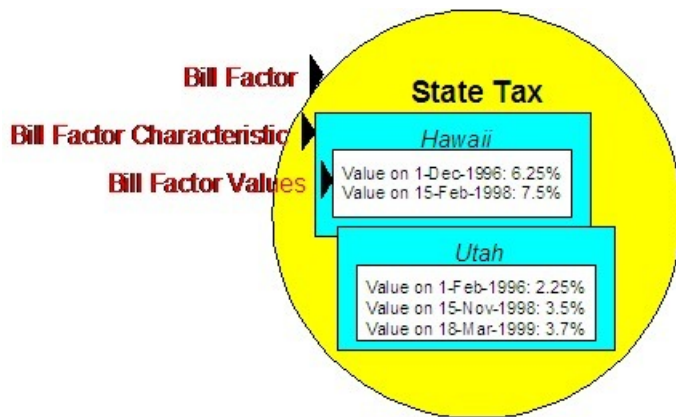 Bill Factor
State Tax
Bill Factor Characteristic
Hawaii
Bill Factor Values
Value on 1-Dec-1996: 6.25%
Value on 15-Feb-1998: 7.5%
Utah
Value on 1-Feb-1996: 2.25%
Value on 15-Nov-1998: 3.5%
Value on 18-Mar-1999: 3.7%